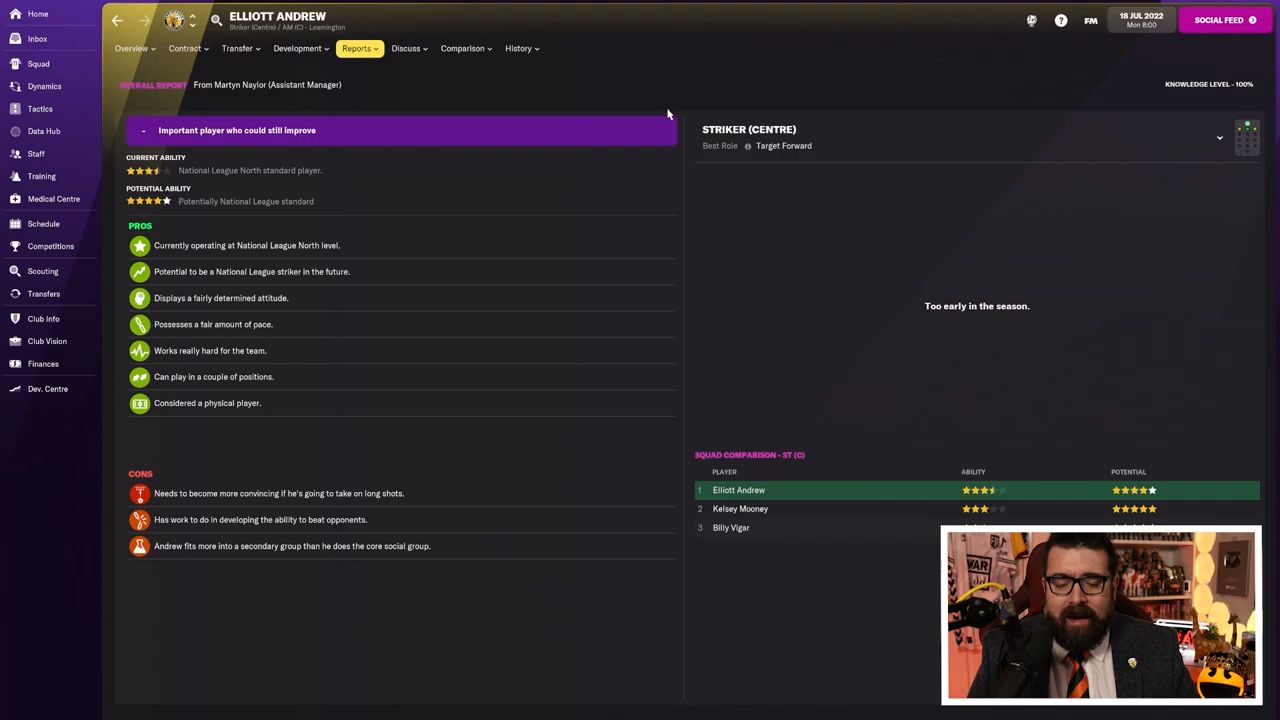 Home
Inbox
Squad
Dynamics
Tactics
Data Hub
Staff
Training
Medical Centre
Schedule
Competitions
Scouting
Transfers
Club Info
Club Vision
Finances
Dev. Centre
ELLIOTT ANDREW
Striker (Centre) / AM (C) - Leamington
FM
18 JUL 2022
Mon 8:00
SOCIAL FEED
Overview
Contract
Transfer
Development
Reports
Discuss
Comparison
History
OVERALL REPORT From Martyn Naylor (Assistant Manager)
KNOWLEDGE LEVEL - 100%
- Important player who could still improve
CURRENT ABILITY
National League North standard player.
POTENTIAL ABILITY
Potentially National League standard
PROS
Currently operating at National League North level.
Potential to be a National League striker in the future.
Displays a fairly determined attitude.
Possesses a fair amount of pace.
Works really hard for the team.
Can play in a couple of positions.
Considered a physical player.
CONS
Needs to become more convincing if he's going to take on long shots.
Has work to do in developing the ability to beat opponents.
Andrew fits more into a secondary group than he does the core social group.
STRIKER (CENTRE)
Best Role Target Forward
Too early in the season.
SQUAD COMPARISON - ST (C)
PLAYER ABILITY POTENTIAL
1 Elliott Andrew
2 Kelsey Mooney
3 Billy Vigar
WAR